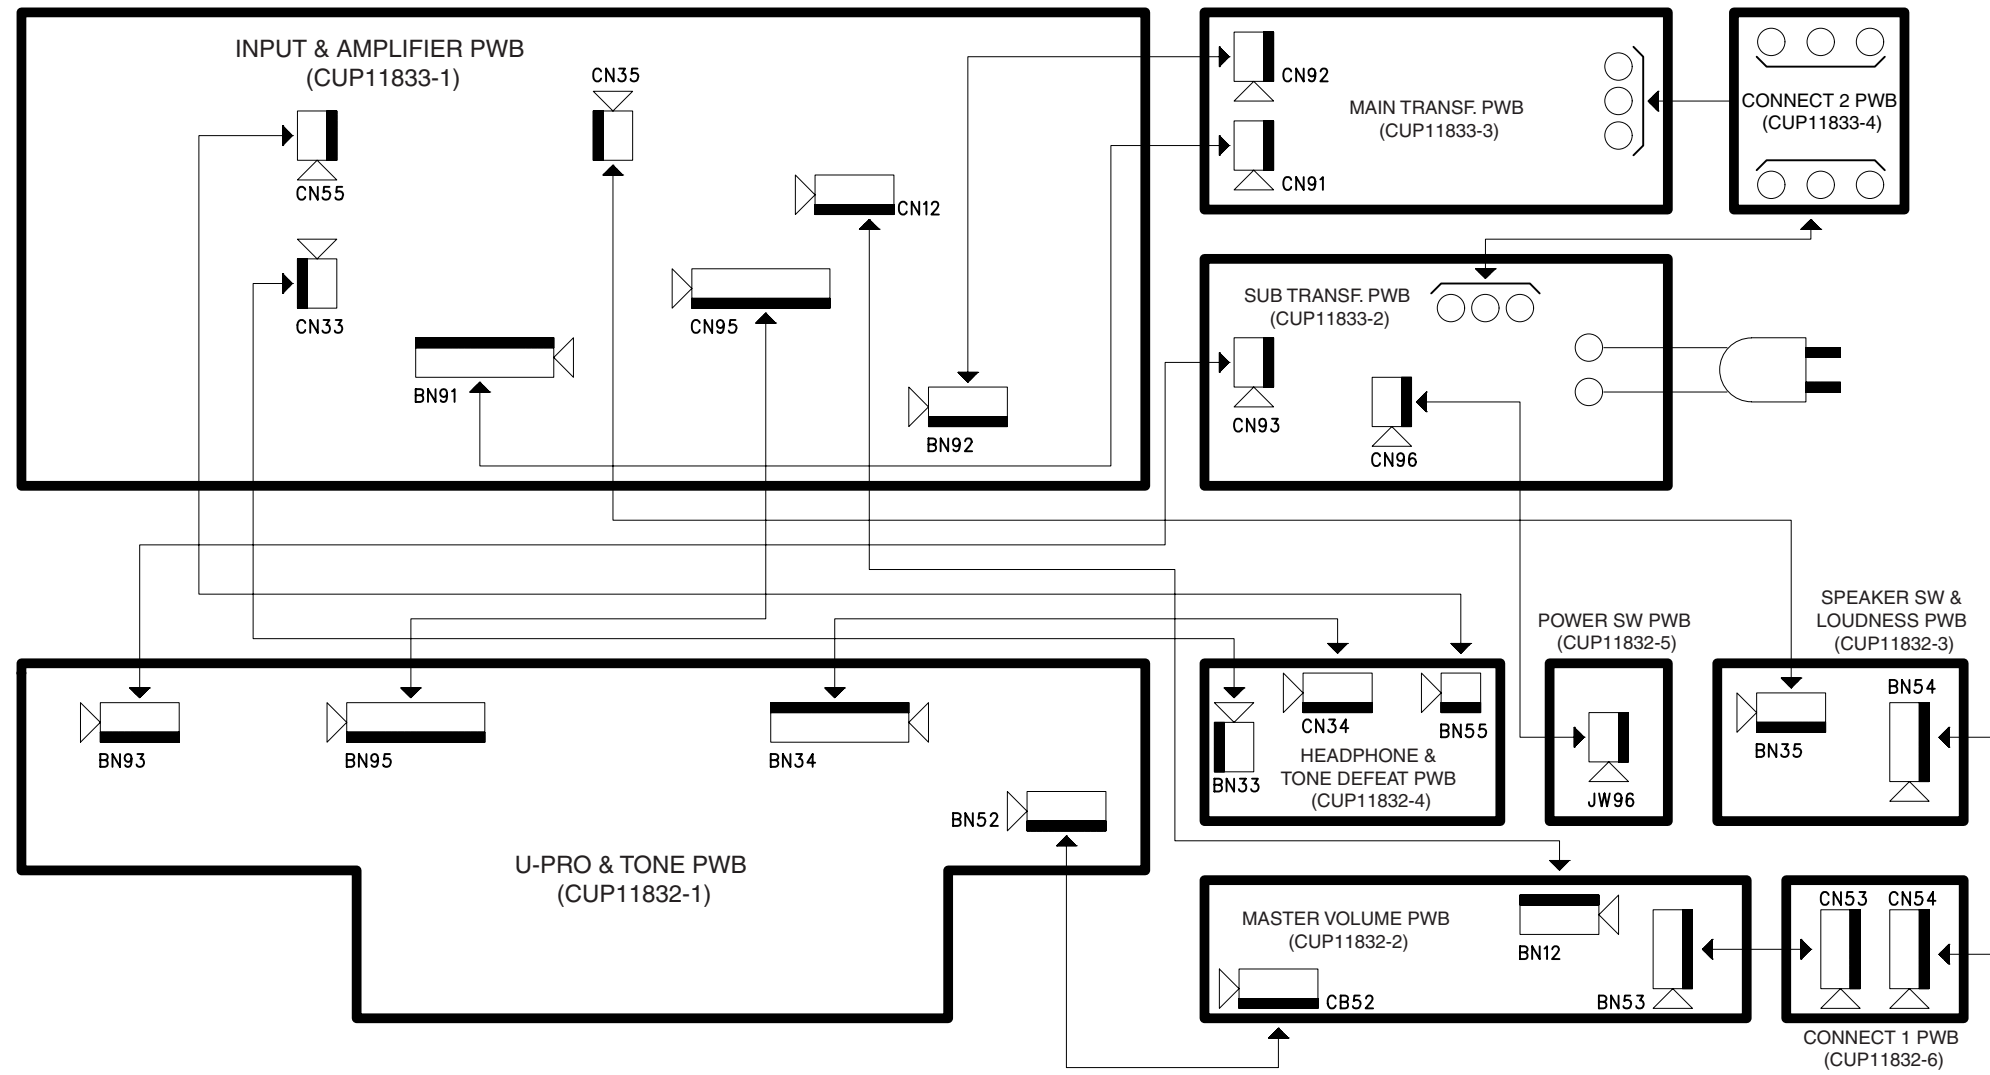 INPUT & AMPLIFIER PWB
(CUP11833-1)
CN35
CN55
CN12
CN33
CN95
BN91
BN92
CN92
MAIN TRANSF. PWB
(CUP11833-3)
CN91
CONNECT 2 PWB
(CUP11833-4)
SUB TRANSF. PWB
(CUP11833-2)
CN93
CN96
SPEAKER SW &
LOUDNESS PWB
(CUP11832-3)
POWER SW PWB
(CUP11832-5)
BN93
BN95
BN34
BN52
U-PRO & TONE PWB
(CUP11832-1)
CN34
BN55
BN33
HEADPHONE &
TONE DEFEAT PWB
(CUP11832-4)
JW96
BN35
BN54
MASTER VOLUME PWB
(CUP11832-2)
BN12
CB52
BN53
CN53
CN54
CONNECT 1 PWB
(CUP11832-6)